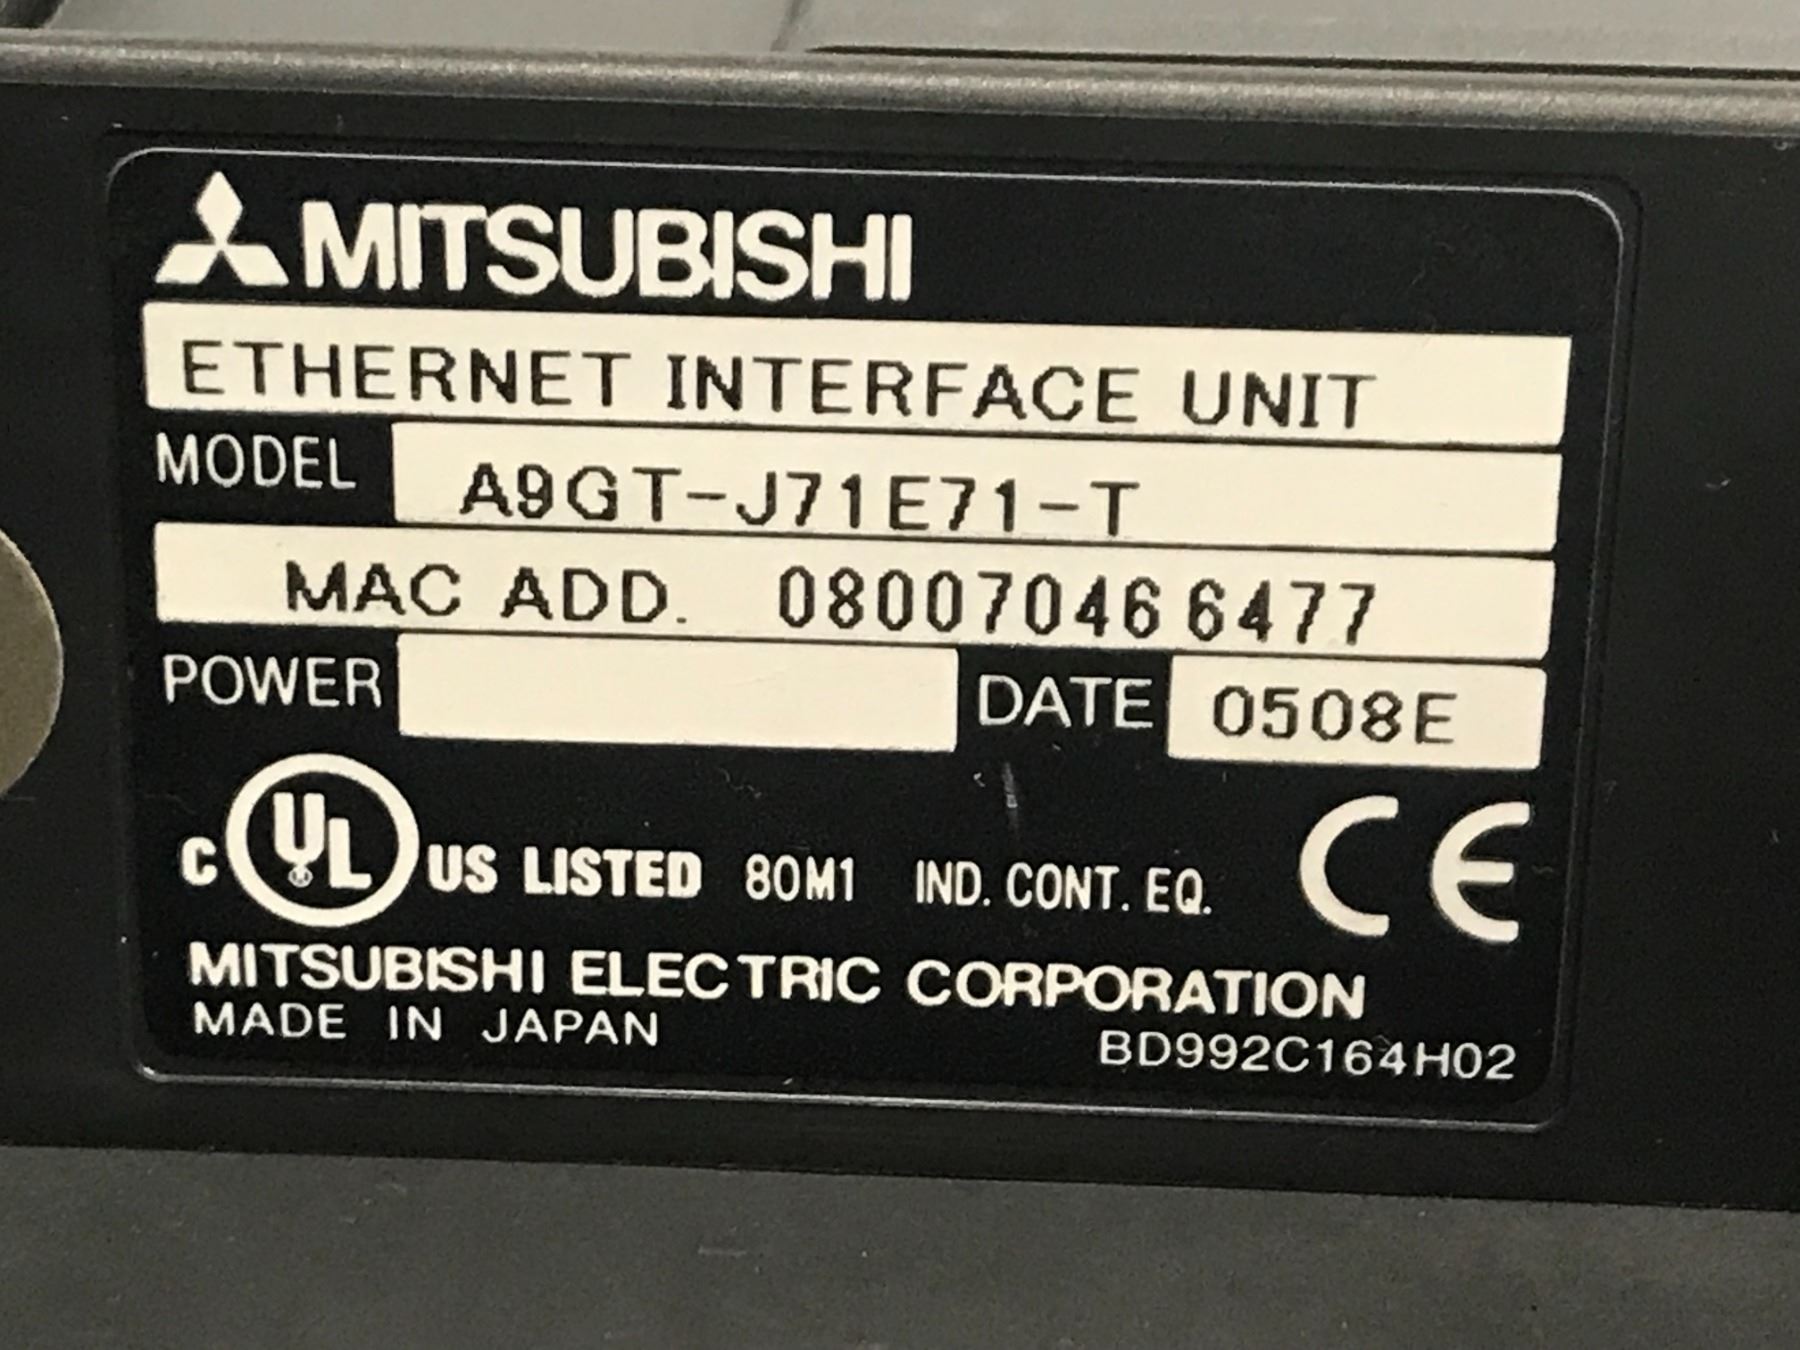 MITSUBISHI
ETHERNET INTERFACE UNIT
MODEL A9GT-J71E71-T
MAC ADD. 080070466477
POWER DATE 0508E
C UL ® US LISTED 80M1 IND. CONT. EQ. CE
MITSUBISHI ELECTRIC CORPORATION
MADE IN JAPAN BD992C164H02